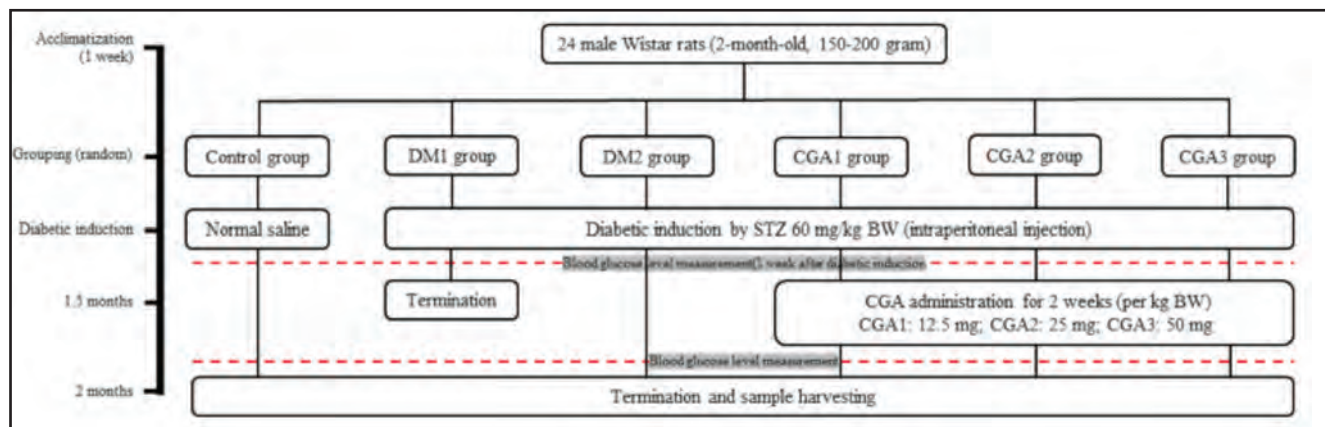 Acclimatization
(1 week)
24 male Wistar rats (2-month-old, 150-200 gram)
Grouping (random)
Control group
DM1 group
DM2 group
CGA1 group
CGA2 group
CGA3 group
Diabetic induction
Normal saline
Diabetic induction by STZ 60 mg/kg BW (intraperitoneal injection)
Blood glucose level measurement(1 week after diabetic induction
1,5 months
Termination
CGA administration for 2 weeks (per kg BW)
CGA1: 12.5 mg; CGA2: 25 mg; CGA3: 50 mg
Blood glucose level measurement
2 months
Termination and sample harvesting